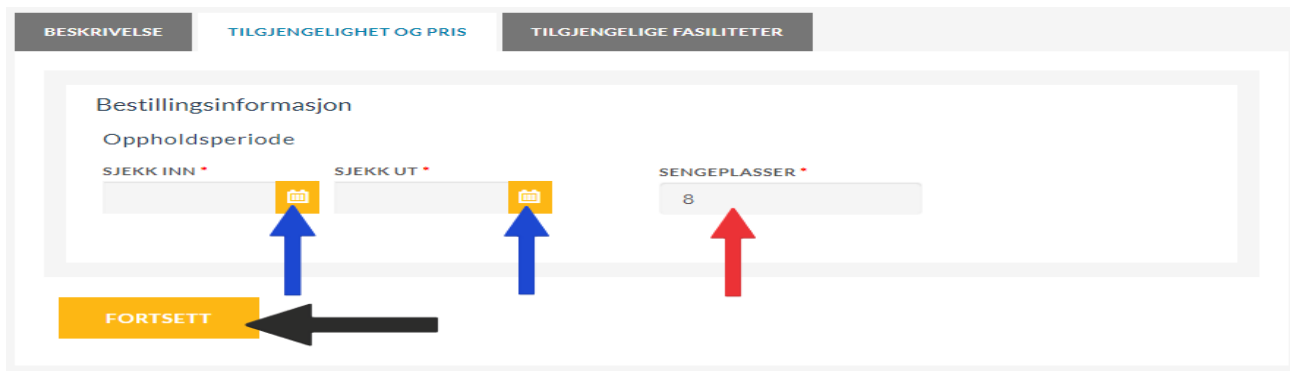 BESKRIVELSE TILGJENGELIGHET OG PRIS TILGJENGELIGE FASILITETER
Bestillingsinformasjon
Oppholdsperiode
SJEKK INN * SJEKK UT * SENGEPLASSER *
8
FORTSETT